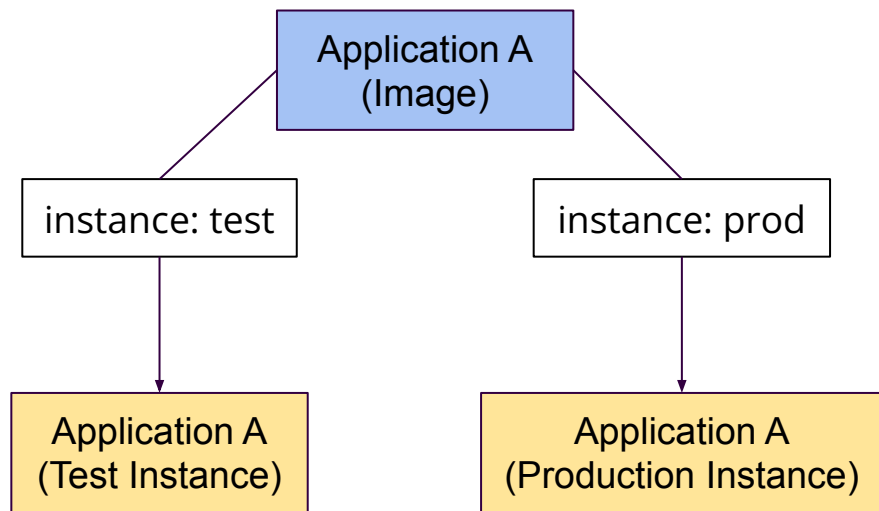 Application A
(Image)
instance: test
instance: prod
Application A
(Test Instance)
Application A
(Production Instance)